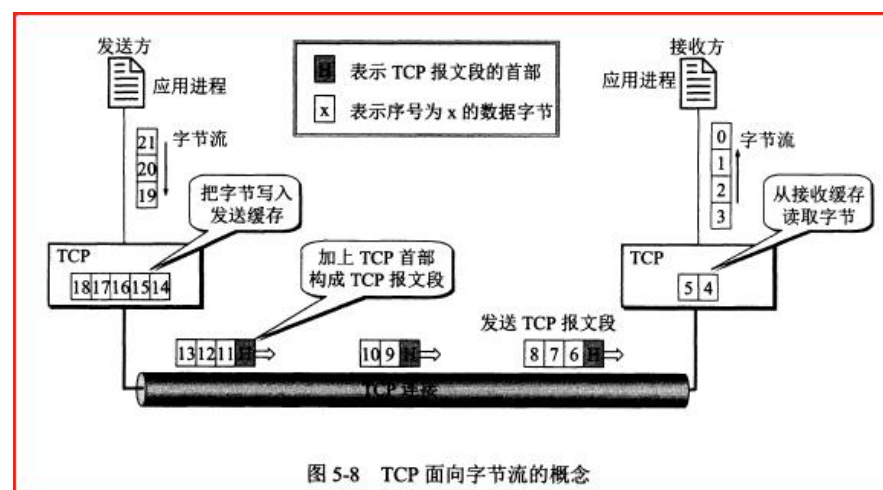 发送方
接收方
应用进程
H 表示 TCP 报文段的首部
x 表示序号为 x 的数据字节
应用进程
21
20
19
字节流
0
1
2
3
字节流
把字节写入
发送缓存
从接收缓存
读取字节
TCP
18 17 16 15 14
加上 TCP 首部
构成 TCP 报文段
TCP
5 4
发送 TCP 报文段
13 12 11 H
10 9 H
8 7 6 H
TCP 连接
图 5-8 TCP 面向字节流的概念